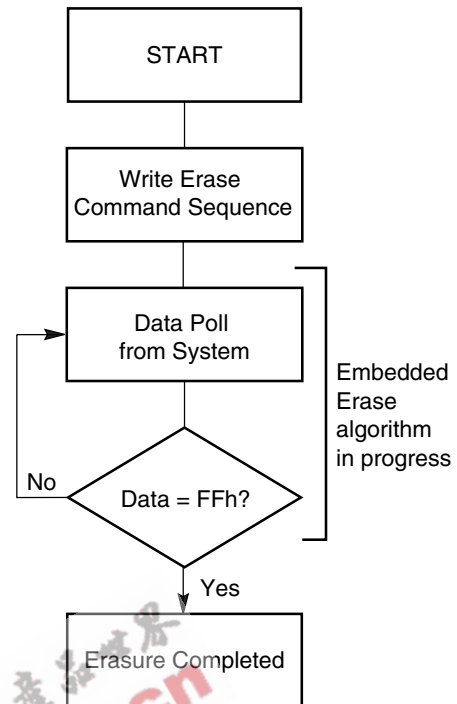 START
Write Erase
Command Sequence
Data Poll
from System
Embedded
Erase
algorithm
in progress
No
Data = FFh?
Yes
Erasure Completed